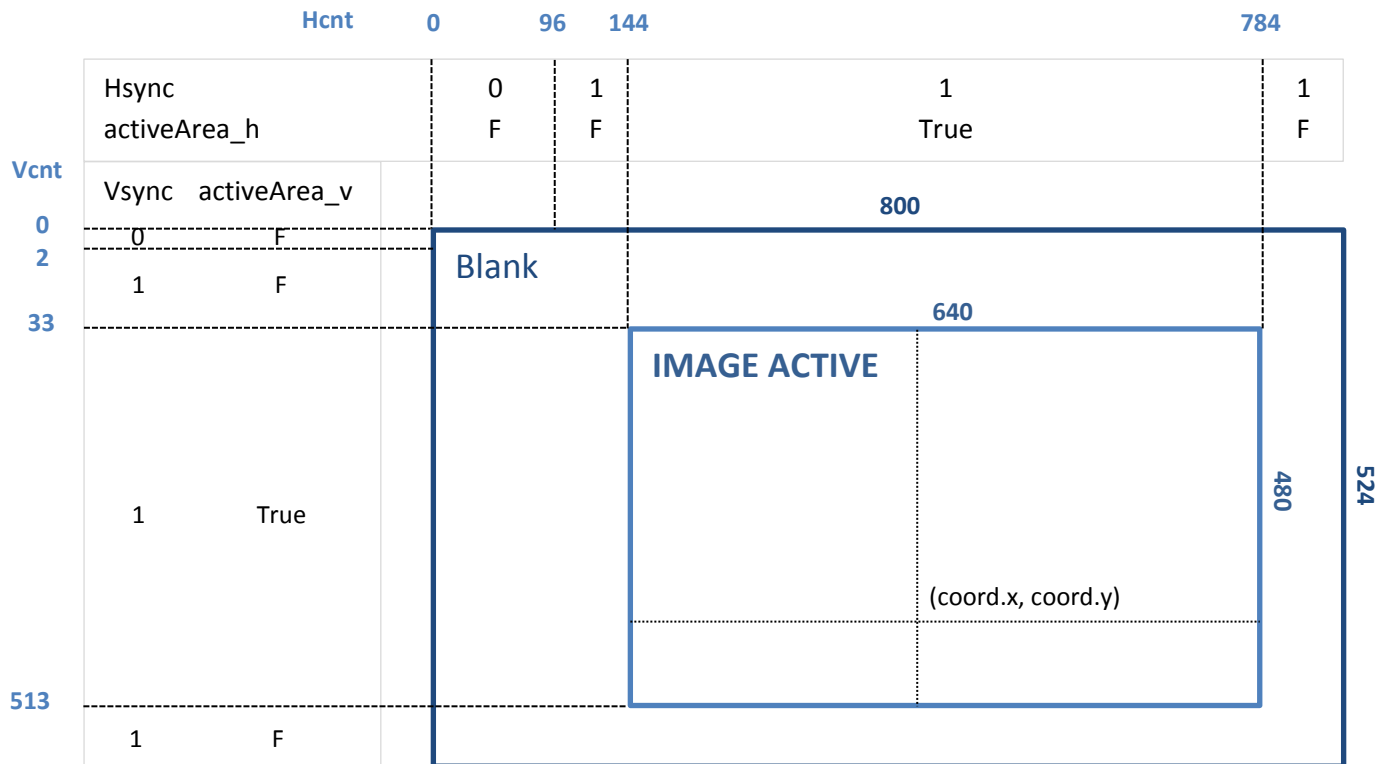 Hcnt 0 96 144 784
Hsync 0 1 1 1
activeArea_h F F True F
Vcnt
Vsync activeArea_v
800
0
0 F
2
Blank
1 F
640
33
IMAGE ACTIVE
480
524
1 True
(coord.x, coord.y)
513
1 F